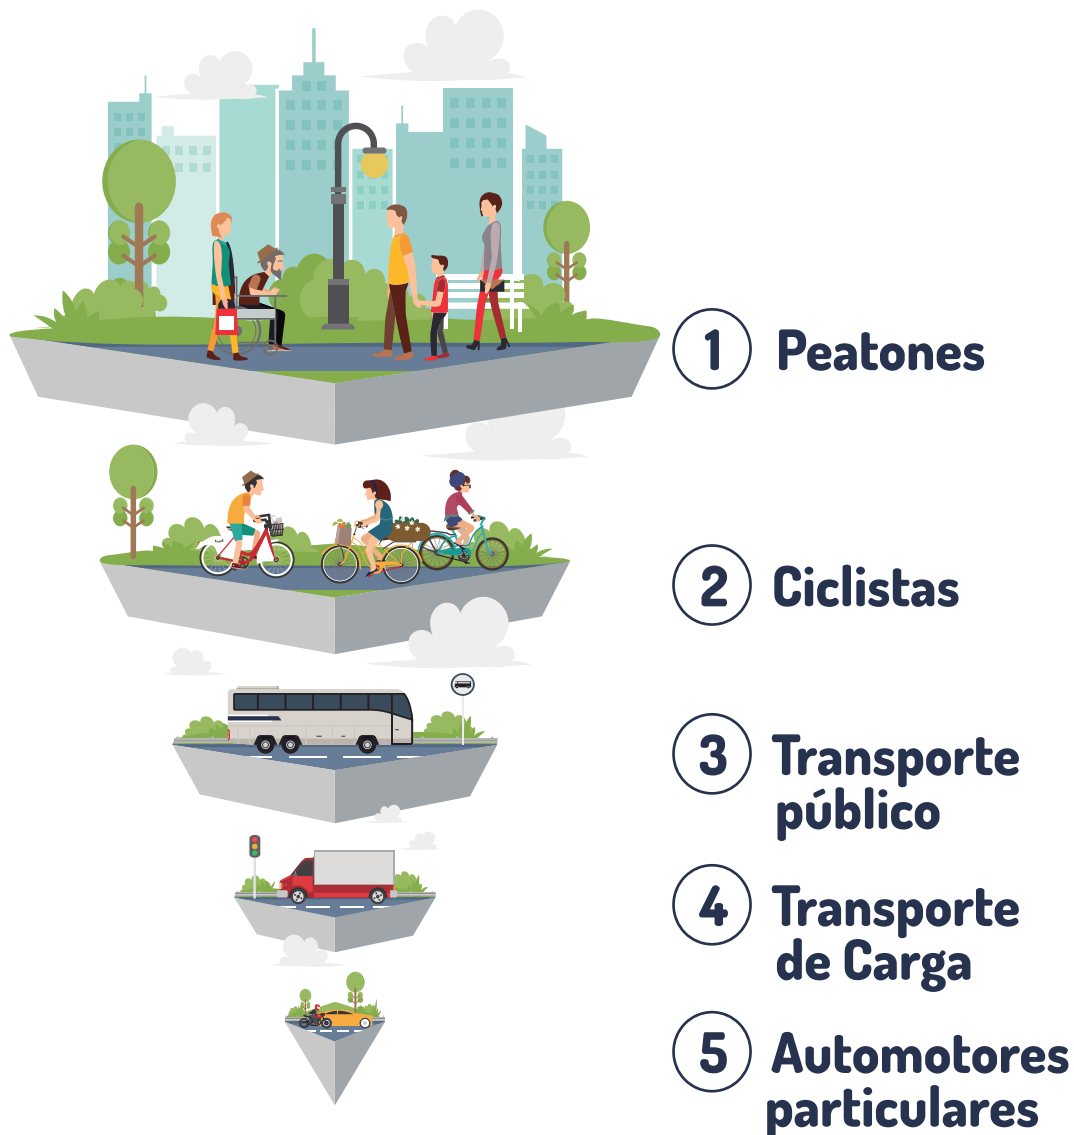 1 Peatones
2 Ciclistas
3 Transporte
público
4 Transporte
de Carga
5 Automotores
particulares